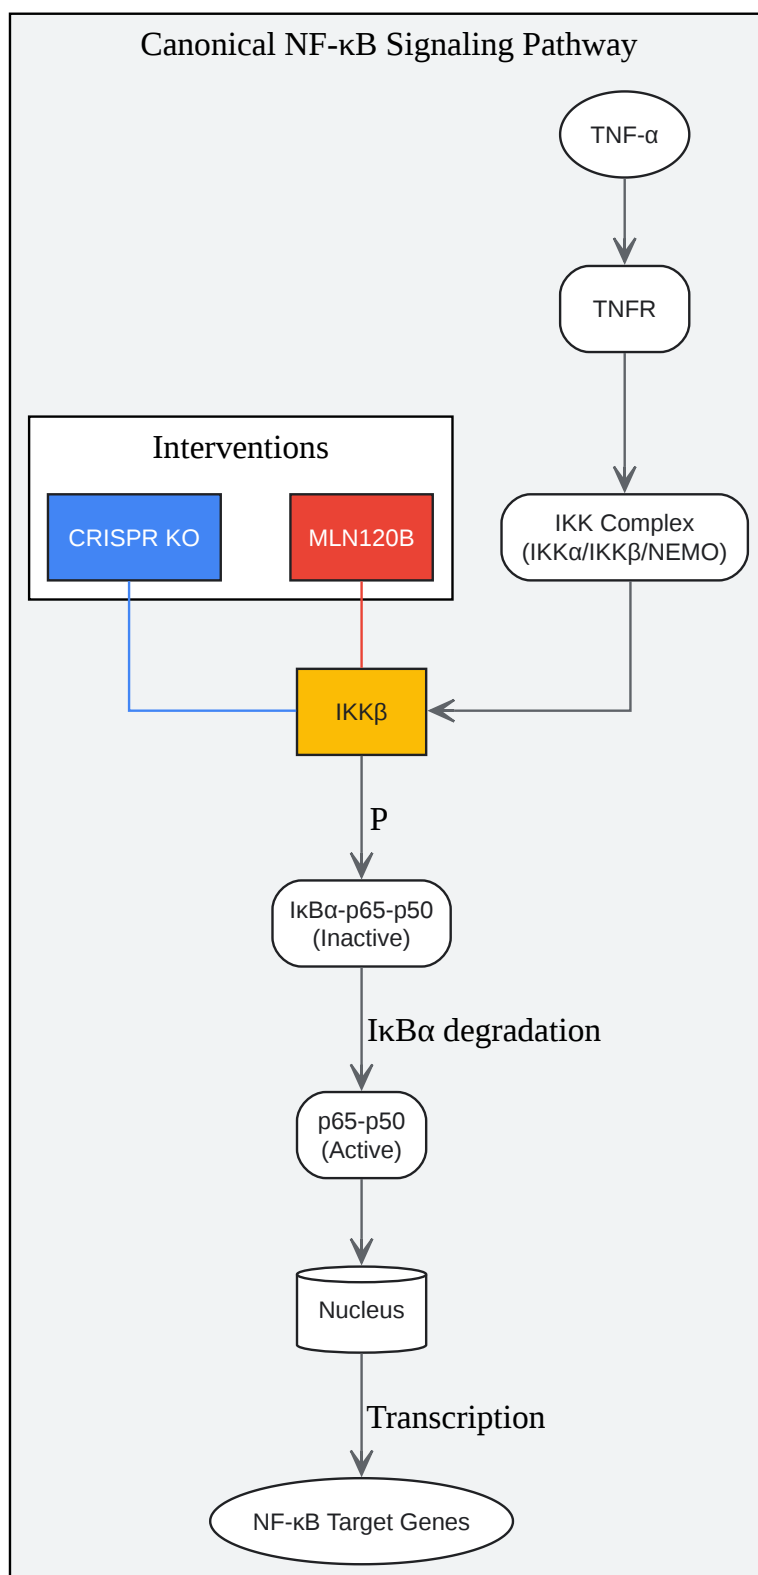 Canonical NF-κB Signaling Pathway
TNF-α
TNFR
Interventions
CRISPR KO
MLN120B
IKK Complex
(IKKα/IKKβ/NEMO)
IKKβ
P
IκBα-p65-p50
(Inactive)
IκBα degradation
p65-p50
(Active)
Nucleus
Transcription
NF-κB Target Genes